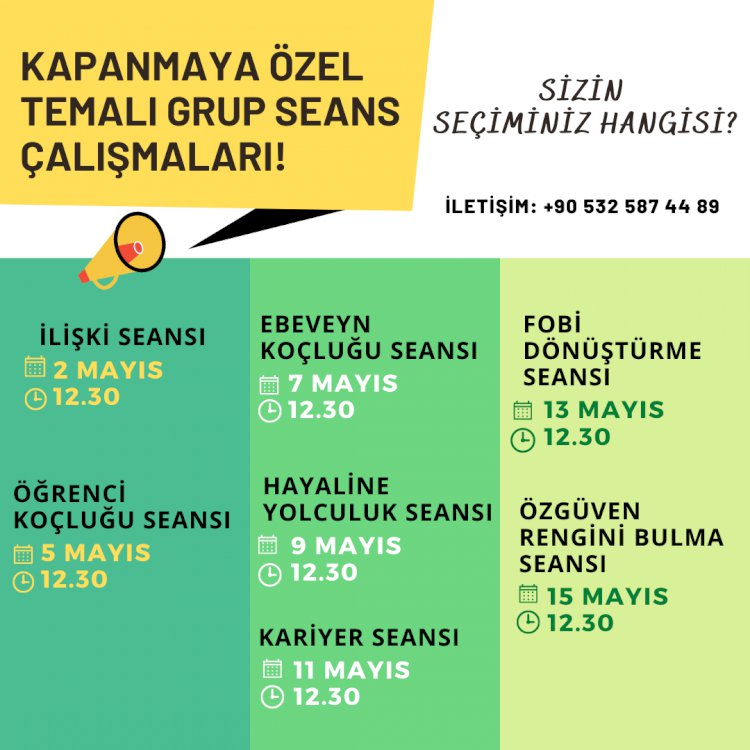 KAPANMAYA ÖZEL
TEMALI GRUP SEANS
ÇALIŞMALARI!
SİZİN
SEÇİMİNİZ HANGİSİ?
İLETİŞİM: +90 532 587 44 89
İLİŞKİ SEANSI
2 MAYIS
12.30
ÖĞRENCİ
KOÇLUĞU SEANSI
5 MAYIS
12.30
EBEVEYN
KOÇLUĞU SEANSI
7 MAYIS
12.30
HAYALİNE
YOLCULUK SEANSI
9 MAYIS
12.30
KARİYER SEANSI
11 MAYIS
12.30
FOBİ
DÖNÜŞTÜRME
SEANSI
13 MAYIS
12.30
ÖZGÜVEN
RENGİNİ BULMA
SEANSI
15 MAYIS
12.30